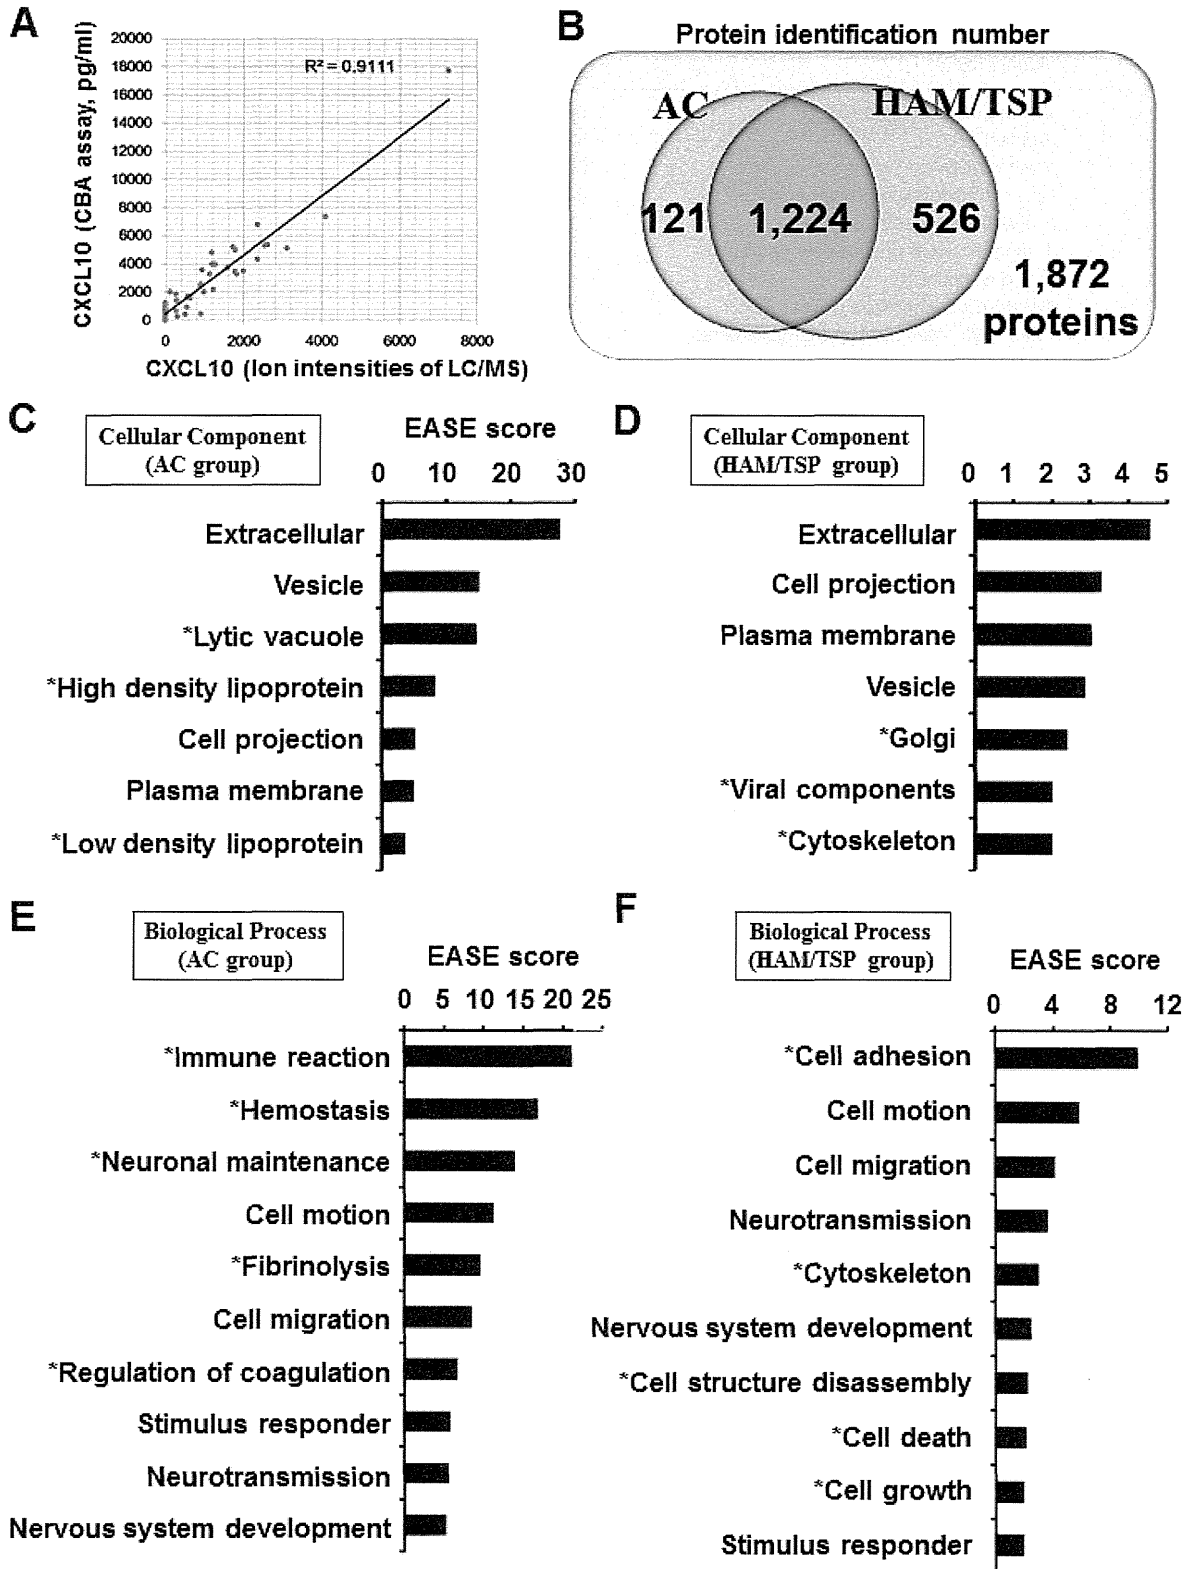 A
20000
18000
16000
14000
12000
10000
8000
6000
4000
2000
0
R² = 0.9111
0 2000 4000 6000 8000
CXCL10 (CBA assay, pg/ml)
CXCL10 (Ion intensities of LC/MS)
B
Protein identification number
AC HAM/TSP
121 1,224 526
1,872
proteins
C
Cellular Component
(AC group)
EASE score
0 10 20 30
Extracellular
Vesicle
*Lytic vacuole
*High density lipoprotein
Cell projection
Plasma membrane
*Low density lipoprotein
D
Cellular Component
(HAM/TSP group)
0 1 2 3 4 5
Extracellular
Cell projection
Plasma membrane
Vesicle
*Golgi
*Viral components
*Cytoskeleton
E
Biological Process
(AC group)
EASE score
0 5 10 15 20 25
*Immune reaction
*Hemostasis
*Neuronal maintenance
Cell motion
*Fibrinolysis
Cell migration
*Regulation of coagulation
Stimulus responder
Neurotransmission
Nervous system development
F
Biological Process
(HAM/TSP group)
EASE score
0 4 8 12
*Cell adhesion
Cell motion
Cell migration
Neurotransmission
*Cytoskeleton
Nervous system development
*Cell structure disassembly
*Cell death
*Cell growth
Stimulus responder